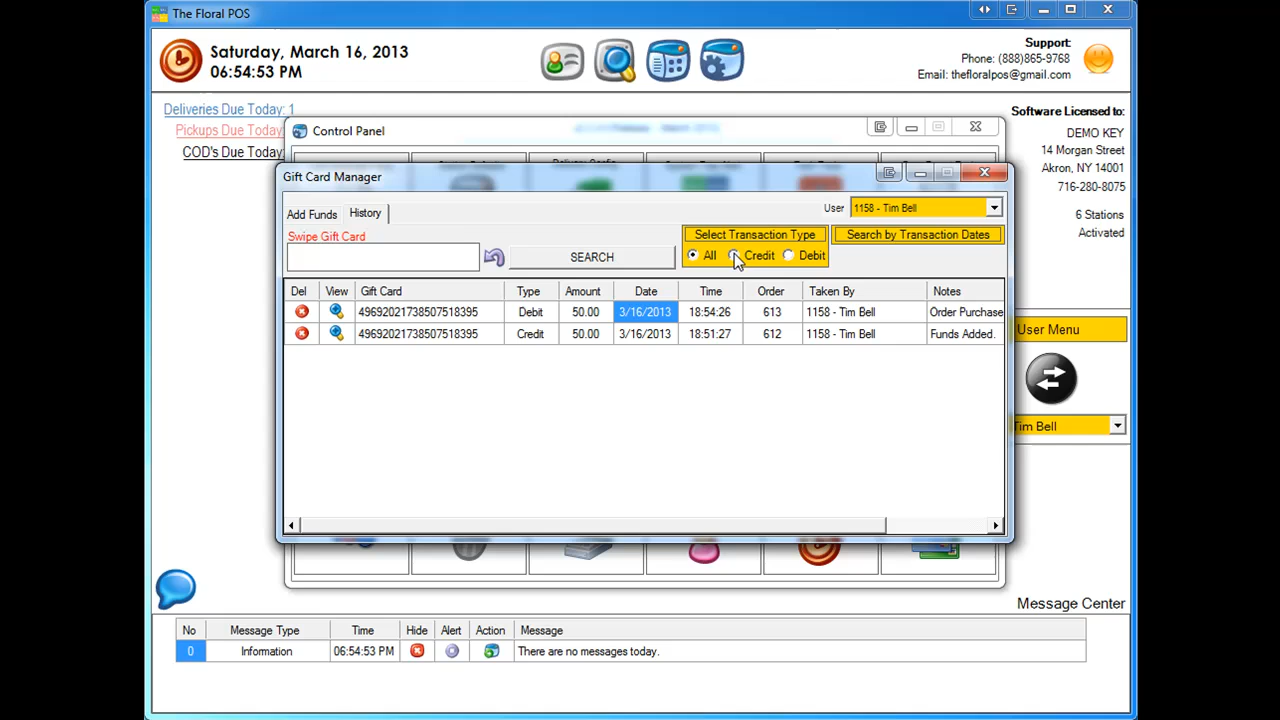 The Floral POS
Saturday, March 16, 2013
06:54:53 PM
Support:
Phone: (888)865-9768
Email: thefloralpos@gmail.com
Deliveries Due Today: 1
Pickups Due Today:
COD's Due Today:
Software Licensed to:
DEMO KEY
14 Morgan Street
Akron, NY 14001
716-280-8075
6 Stations
Activated
Control Panel
Gift Card Manager
Add Funds History
User 1158 - Tim Bell
Swipe Gift Card
SEARCH
Select Transaction Type
All Credit Debit
Search by Transaction Dates
Del View Gift Card Type Amount Date Time Order Taken By Notes
49692021738507518395 Debit 50.00 3/16/2013 18:54:26 613 1158 - Tim Bell Order Purchase
49692021738507518395 Credit 50.00 3/16/2013 18:51:27 612 1158 - Tim Bell Funds Added.
User Menu
Tim Bell
Message Center
No Message Type Time Hide Alert Action Message
0 Information 06:54:53 PM There are no messages today.